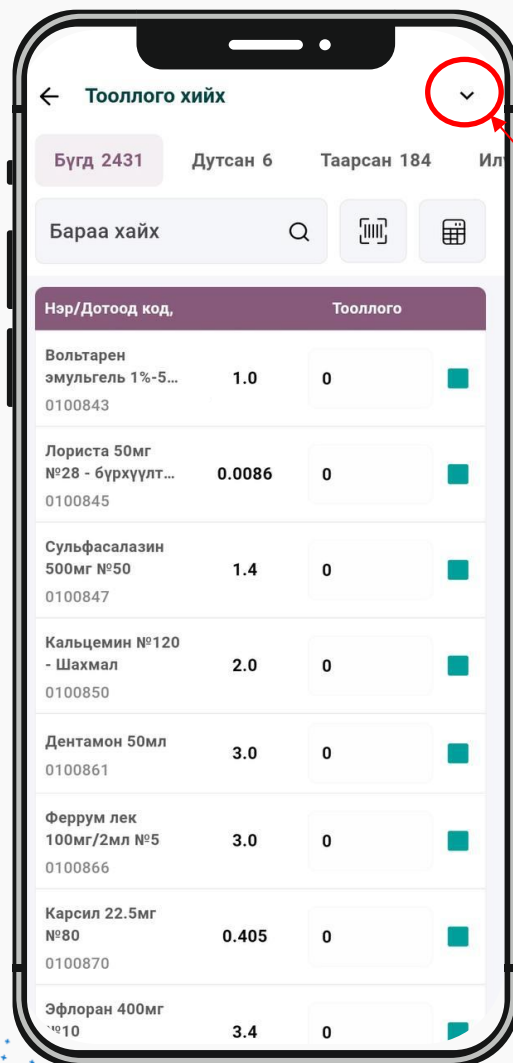 Тооллого хийх
Бүгд 2431 Дутсан 6 Таарсан 184 Ил
Бараа хайх
Нэр/Дотоод код, Тооллого
Вольтарен
эмульгель 1%-5...
0100843
1.0 0
Лориста 50мг
№28 - бүрхүүлт...
0100845
0.0086 0
Сульфасалазин
500мг №50
0100847
1.4 0
Кальцемин №120
- Шахмал
0100850
2.0 0
Дентамон 50мл
0100861
3.0 0
Феррум лек
100мг/2мл №5
0100866
3.0 0
Карсил 22.5мг
№80
0100870
0.405 0
Эфлоран 400мг
№10
3.4 0